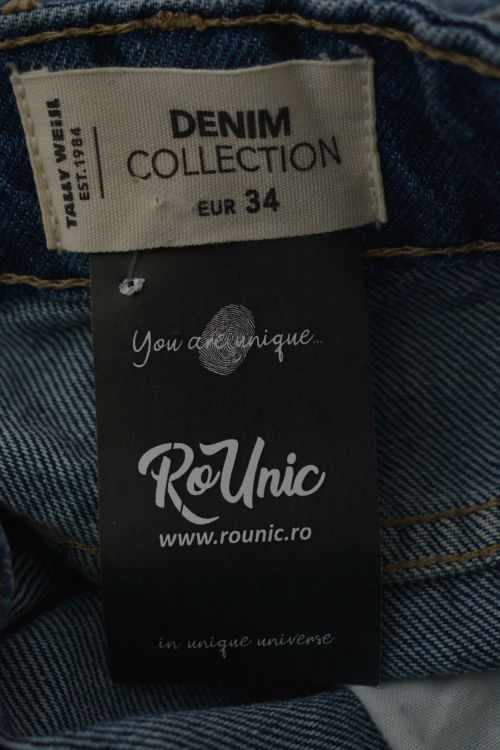 TALLY WEiJL
EST. 1984
DENIM
COLLECTION
EUR 34
You are unique...
RoUnic
www.rounic.ro
...in unique universe